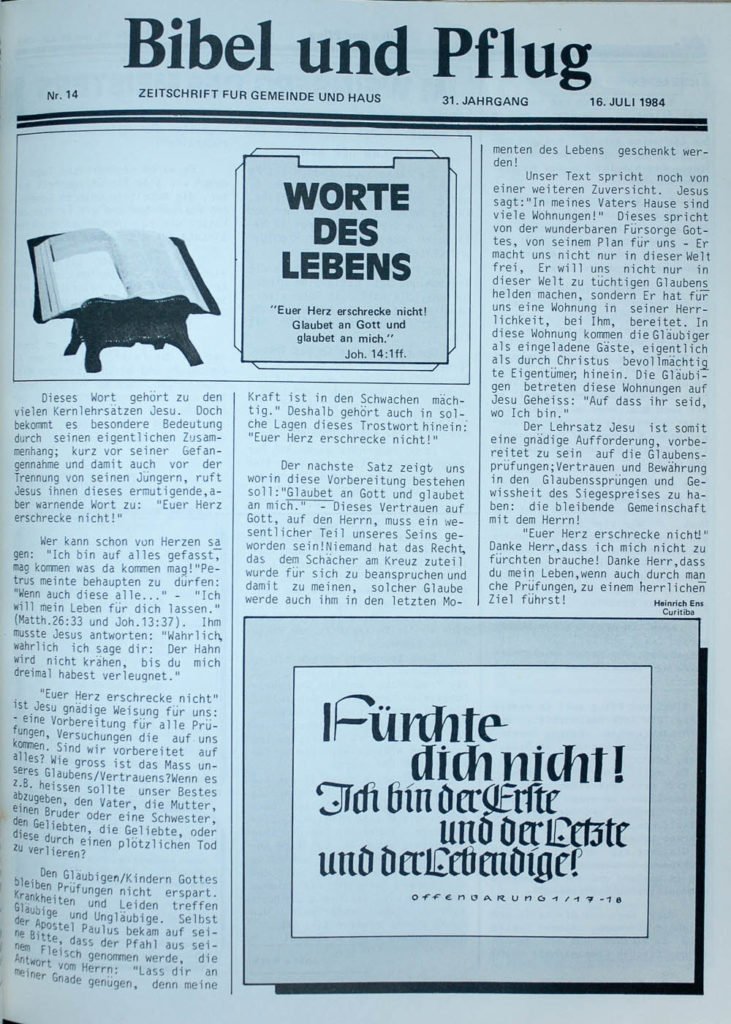 Bibel und Pflug
Nr. 14 ZEITSCHRIFT FÜR GEMEINDE UND HAUS 31. JAHRGANG 16. JULI 1984
WORTE
DES
LEBENS
"Euer Herz erschrecke nicht!
Glaubet an Gott und
glaubet an mich."
Joh. 14:1ff.
Dieses Wort gehört zu den
vielen Kernlehrsätzen Jesu. Doch
bekommt es besondere Bedeutung
durch seinen eigentlichen Zusam-
menhang; kurz vor seiner Gefan-
gennahme und damit auch vor der
Trennung von seinen Jüngern, ruft
Jesus ihnen dieses ermutigende,a-
ber warnende Wort zu: "Euer Herz
erschrecke nicht!"
Wer kann schon von Herzen sa
gen: "Ich bin auf alles gefasst,
mag kommen was da kommen mag!"Pe-
trus meinte behaupten zu dürfen:
"Wenn auch diese alle..." - "Ich
will mein Leben für dich lassen."
(Matth.26:33 und Joh.13:37). Ihm
musste Jesus antworten: "Wahrlich,
wahrlich ich sage dir: Der Hahn
wird nicht krähen, bis du mich
dreimal habest verleugnet."
"Euer Herz erschrecke nicht"
ist Jesu gnädige Weisung für uns:
- eine Vorbereitung für alle Prü-
fungen, Versuchungen die auf uns
kommen. Sind wir vorbereitet auf
alles? Wie gross ist das Mass un-
seres Glaubens/Vertrauens?Wenn es
z.B. heissen sollte unser Bestes
abzugeben, den Vater, die Mutter,
einen Bruder oder eine Schwester,
den Geliebten, die Geliebte, oder
diese durch einen plötzlichen Tod
zu verlieren?
Den Gläubigen/Kindern Gottes
bleiben Prüfungen nicht erspart.
Krankheiten und Leiden treffen
Gläubige und Ungläubige. Selbst
der Apostel Paulus bekam auf sei-
ne Bitte, dass der Pfahl aus sei-
nem Fleisch genommen werde, die
Antwort vom Herrn: "Lass dir an
meiner Gnade genügen, denn meine
Kraft ist in den Schwachen mäch-
tig." Deshalb gehört auch in sol-
che Lagen dieses Trostwort hinein:
"Euer Herz erschrecke nicht!"
Der nachste Satz zeigt uns
worin diese Vorbereitung bestehen
soll:"Glaubet an Gott und glaubet
an mich." - Dieses Vertrauen auf
Gott, auf den Herrn, muss ein we-
sentlicher Teil unseres Seins ge-
worden sein!Niemand hat das Recht,
das dem Schächer am Kreuz zuteil
wurde für sich zu beanspruchen und
damit zu meinen, solcher Glaube
werde auch ihm in den letzten Mo-
menten des Lebens geschenkt wer-
den!
Unser Text spricht noch von
einer weiteren Zuversicht. Jesus
sagt:"In meines Vaters Hause sind
viele Wohnungen!" Dieses spricht
von der wunderbaren Fürsorge Got-
tes, von seinem Plan für uns - Er
macht uns nicht nur in dieser Welt
frei, Er will uns nicht nur in
dieser Welt zu tüchtigen Glaubens
helden machen, sondern Er hat für
uns eine Wohnung in seiner Herr-
lichkeit, bei Ihm, bereitet. In
diese Wohnung kommen die Gläubiger
als eingeladene Gäste, eigentlich
als durch Christus bevollmächtig
te Eigentümer, hinein. Die Gläubi-
gen betreten diese Wohnungen auf
Jesu Geheiss: "Auf dass ihr seid,
wo Ich bin."
Der Lehrsatz Jesu ist somit
eine gnädige Aufforderung, vorbe-
reitet zu sein auf die Glaubens-
prüfungen;Vertrauen und Bewährung
in den Glaubenssprüngen und Ge-
wissheit des Siegespreises zu ha-
ben: die bleibende Gemeinschaft
mit dem Herrn!
"Euer Herz erschrecke nicht!"
Danke Herr,dass ich mich nicht zu
fürchten brauche! Danke Herr,dass
du mein Leben,wenn auch durch man
che Prüfungen,zu einem herrlichen
Ziel führst!
Heinrich Ens
Curitiba
Fürchte
dich nicht!
Ich bin der Erste
und der Letzte
und der Lebendige!
OFFENBARUNG 1/17-18